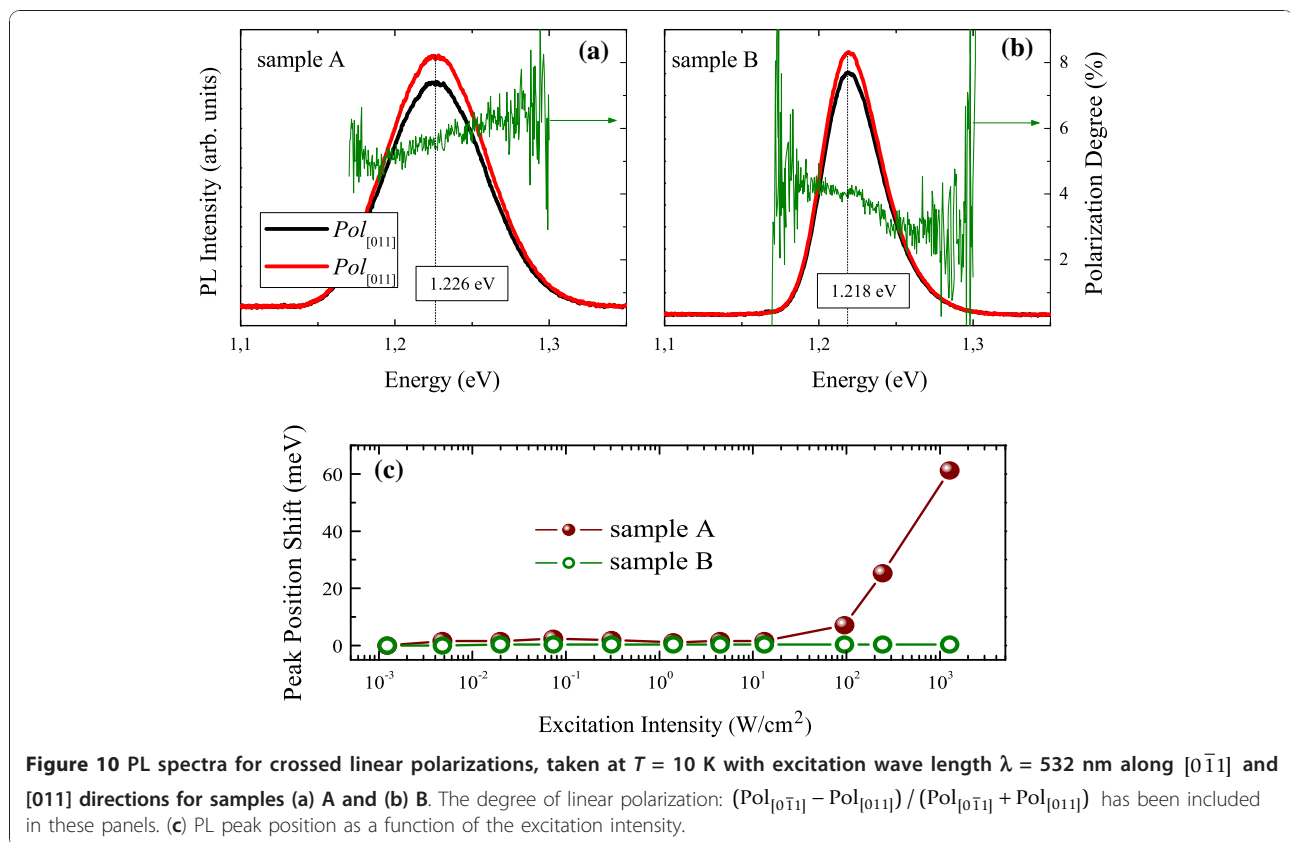 sample A
(a)
PL Intensity (arb. units)
Pol[011]
Pol[011]
1.226 eV
1,1
1,2
1,3
Energy (eV)
sample B
(b)
8
6
4
2
Polarization Degree (%)
1.218 eV
1,1
1,2
1,3
Energy (eV)
(c)
Peak Position Shift (meV)
60
40
20
0
sample A
sample B
10⁻³
10⁻²
10⁻¹
10⁰
10¹
10²
10³
Excitation Intensity (W/cm²)
Figure 10 PL spectra for crossed linear polarizations, taken at T = 10 K with excitation wave length λ = 532 nm along [01̄1] and
[011] directions for samples (a) A and (b) B. The degree of linear polarization: (Pol[01̄1] − Pol[011]) / (Pol[01̄1] + Pol[011]) has been included
in these panels. (c) PL peak position as a function of the excitation intensity.